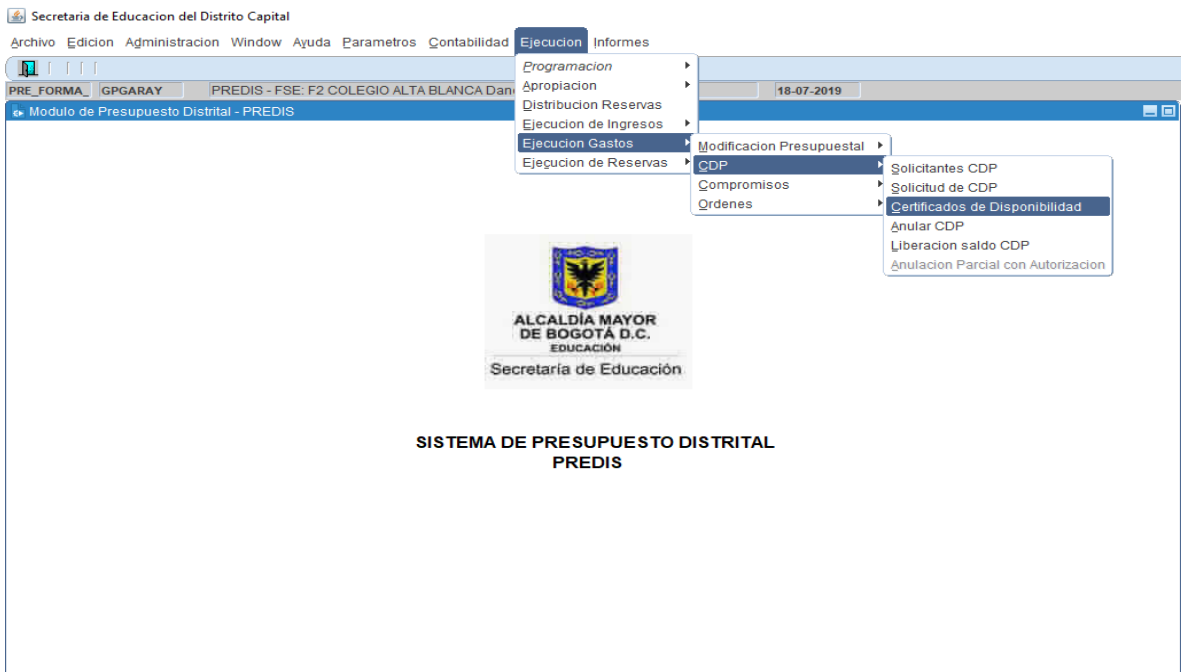 Secretaria de Educacion del Distrito Capital
Archivo Edicion Administracion Window Ayuda Parametros Contabilidad Ejecucion Informes
PRE_FORMA_ GPGARAY PREDIS - FSE: F2 COLEGIO ALTA BLANCA 18-07-2019
Modulo de Presupuesto Distrital - PREDIS
Programacion
Apropiacion
Distribucion Reservas
Ejecucion de Ingresos
Ejecucion Gastos
Ejecucion de Reservas
Modificacion Presupuestal
CDP
Compromisos
Ordenes
Solicitantes CDP
Solicitud de CDP
Certificados de Disponibilidad
Anular CDP
Liberacion saldo CDP
Anulacion Parcial con Autorizacion
ALCALDÍA MAYOR
DE BOGOTÁ D.C.
EDUCACIÓN
Secretaría de Educación
SISTEMA DE PRESUPUESTO DISTRITAL
PREDIS